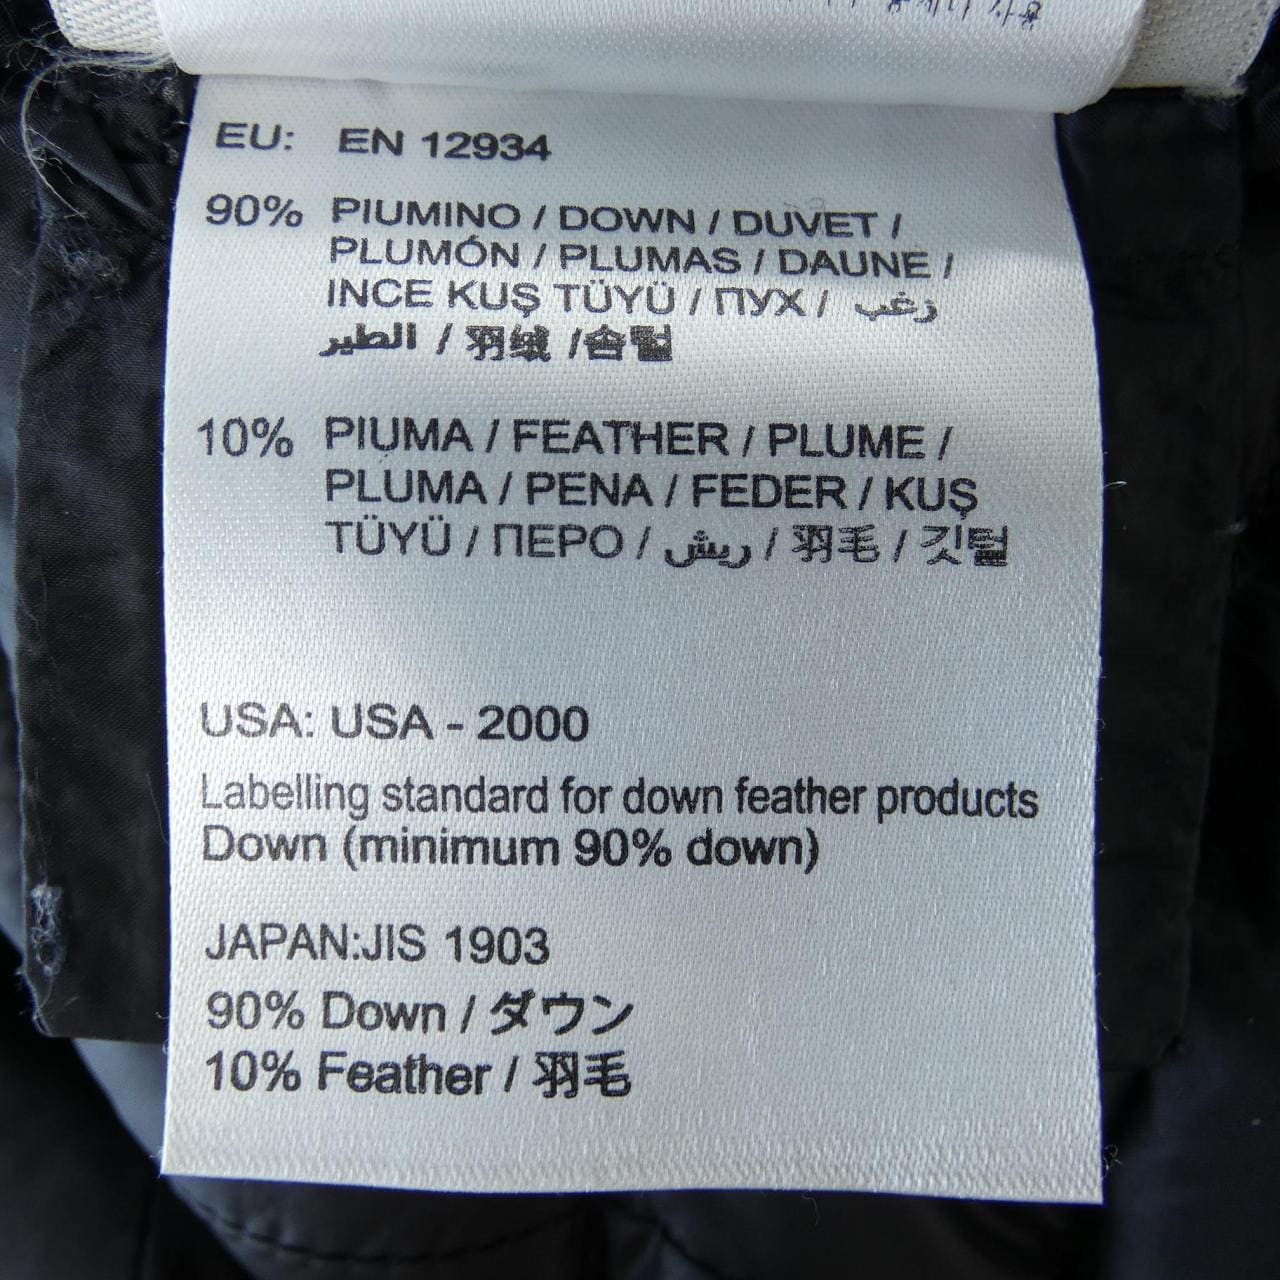 EU: EN 12934
90% PIUMINO / DOWN / DUVET /
PLUMÓN / PLUMAS / DAUNE /
INCE KUŞ TÜYÜ / ПУХ / زغب
الطير / 羽绒 /솜털
10% PIUMA / FEATHER / PLUME /
PLUMA / PENA / FEDER / KUŞ
TÜYÜ / ПЕРО / ريش / 羽毛 / 깃털
USA: USA - 2000
Labelling standard for down feather products
Down (minimum 90% down)
JAPAN:JIS 1903
90% Down / ダウン
10% Feather / 羽毛